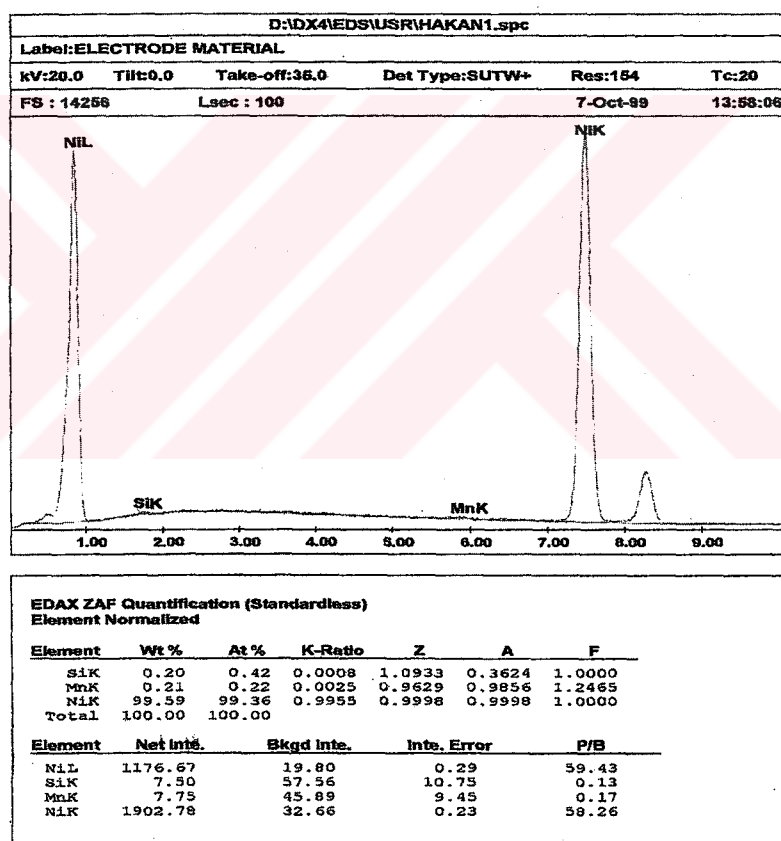 D:\DX4\EDS\USR\HAKAN1.spc
Label:ELECTRODE MATERIAL
kV:20.0 Tilt:0.0 Take-off:35.0 Det Type:SUTW+ Res:154 Tc:20
FS : 14256 Lsec : 100 7-Oct-99 13:58:06
NiL NiK
SiK MnK
1.00 2.00 3.00 4.00 5.00 6.00 7.00 8.00 9.00
EDAX ZAF Quantification (Standardless)
Element Normalized
Element Wt % At % K-Ratio Z A F
SiK 0.20 0.42 0.0008 1.0933 0.3624 1.0000
MnK 0.21 0.22 0.0025 0.9629 0.9856 1.2465
NiK 99.59 99.36 0.9955 0.9998 0.9998 1.0000
Total 100.00 100.00
Element Net Inte. Bkgd Inte. Inte. Error P/B
NiL 1176.67 19.80 0.29 59.43
SiK 7.50 57.56 10.75 0.13
MnK 7.75 45.89 9.45 0.17
NiK 1902.78 32.66 0.23 58.26